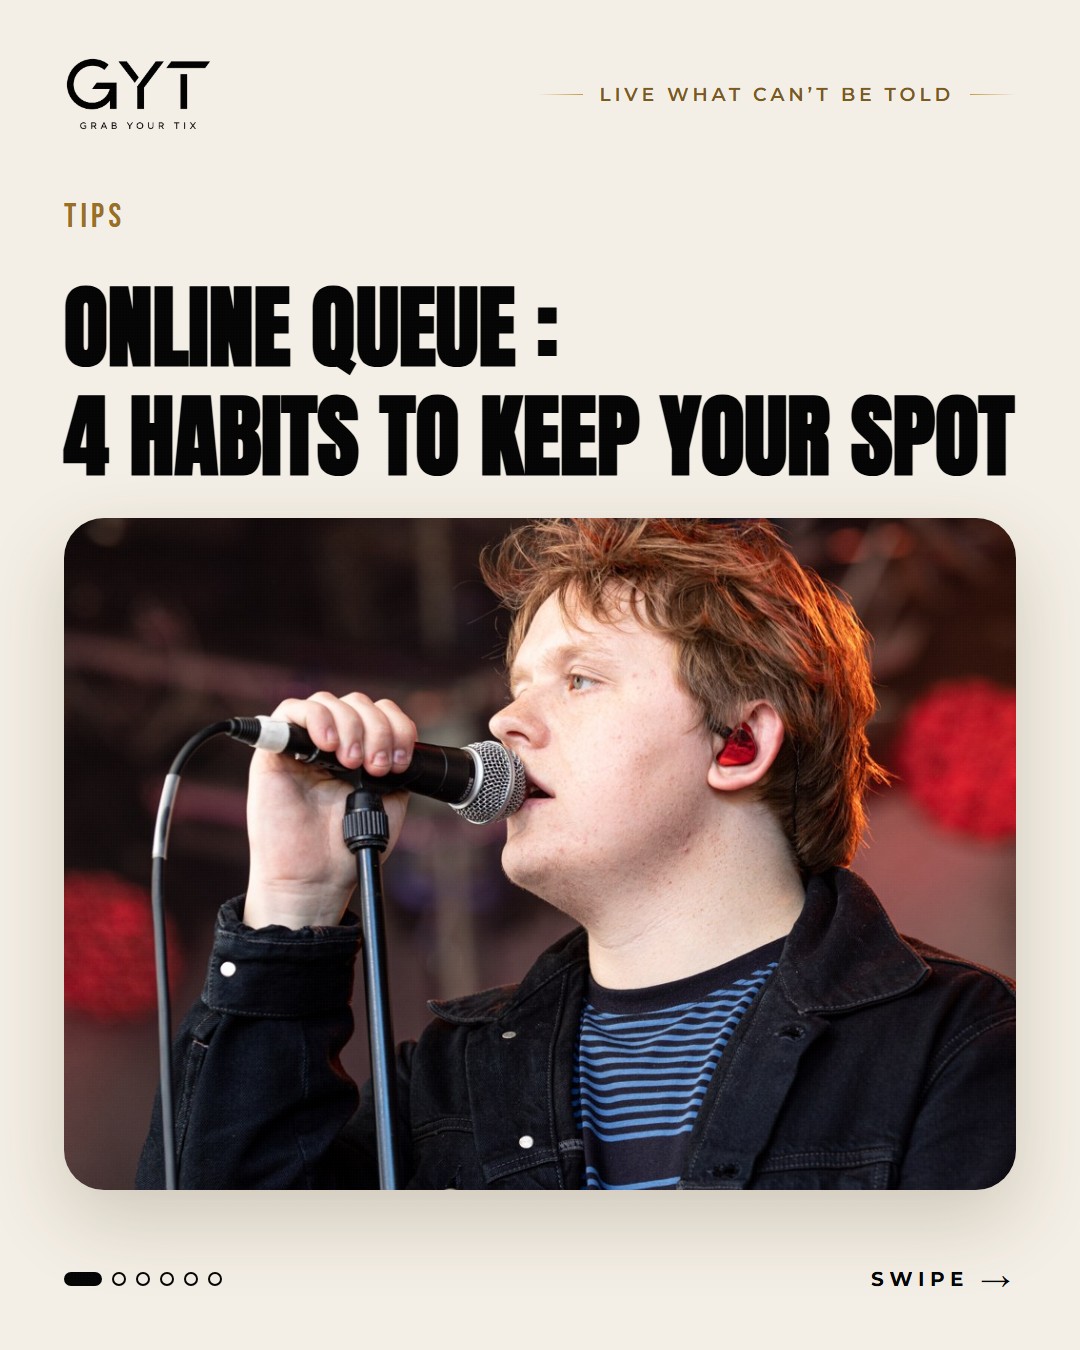 GYT
GRAB YOUR TIX
LIVE WHAT CAN’T BE TOLD
TIPS
ONLINE QUEUE :
4 HABITS TO KEEP YOUR SPOT
SWIPE →